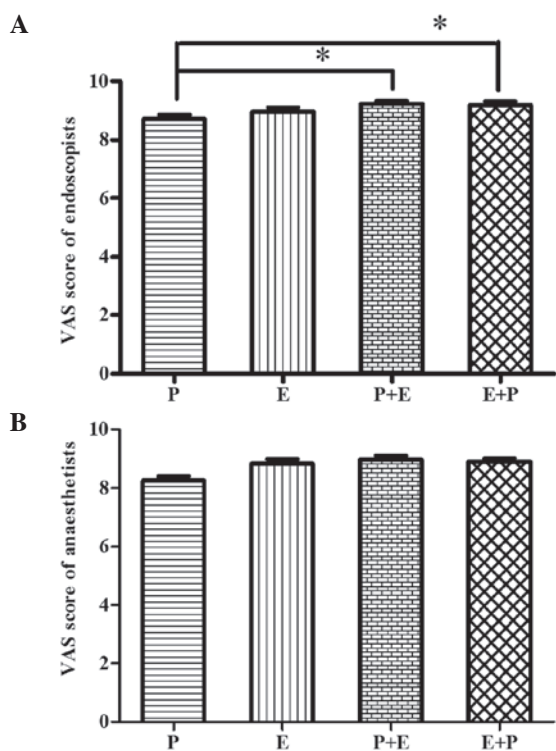 A
*
*
VAS score of endoscopists
10
8
6
4
2
0
P
E
P+E
E+P
B
VAS score of anaesthetists
10
8
6
4
2
0
P
E
P+E
E+P